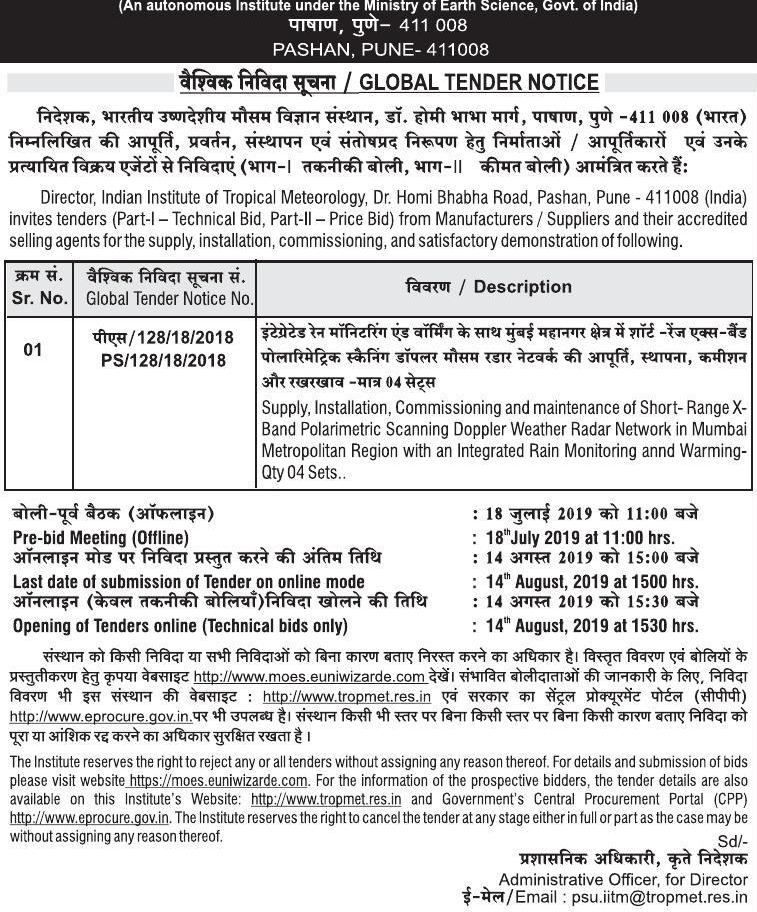 (An autonomous Institute under the Ministry of Earth Science, Govt. of India)
पाषाण, पुणे– 411 008
PASHAN, PUNE- 411008
वैश्विक निविदा सूचना / GLOBAL TENDER NOTICE
निदेशक, भारतीय उष्णदेशीय मौसम विज्ञान संस्थान, डॉ. होमी भाभा मार्ग, पाषाण, पुणे -411 008 (भारत)
निम्नलिखित की आपूर्ति, प्रवर्तन, संस्थापन एवं संतोषप्रद निरूपण हेतु निर्माताओं / आपूर्तिकारों एवं उनके
प्रत्यायित विक्रय एजेंटों से निविदाएं (भाग-I तकनीकी बोली, भाग-II कीमत बोली) आमंत्रित करते हैं:
Director, Indian Institute of Tropical Meteorology, Dr. Homi Bhabha Road, Pashan, Pune - 411008 (India)
invites tenders (Part-I – Technical Bid, Part-II – Price Bid) from Manufacturers / Suppliers and their accredited
selling agents for the supply, installation, commissioning, and satisfactory demonstration of following.
क्रम सं.
Sr. No.
वैश्विक निविदा सूचना सं.
Global Tender Notice No.
विवरण / Description
01
पीएस/128/18/2018
PS/128/18/2018
इंटेग्रेटेड रेन मॉनिटरिंग एंड वॉर्मिंग के साथ मुंबई महानगर क्षेत्र में शॉर्ट -रेंज एक्स-बैंड
पोलारिमेट्रिक स्कैनिंग डॉपलर मौसम रडार नेटवर्क की आपूर्ति, स्थापना, कमीशन
और रखरखाव -मात्र 04 सेट्स
Supply, Installation, Commissioning and maintenance of Short- Range X-
Band Polarimetric Scanning Doppler Weather Radar Network in Mumbai
Metropolitan Region with an Integrated Rain Monitoring annd Warming-
Qty 04 Sets..
बोली-पूर्व बैठक (ऑफलाइन) : 18 जुलाई 2019 को 11:00 बजे
Pre-bid Meeting (Offline) : 18th July 2019 at 11:00 hrs.
ऑनलाइन मोड पर निविदा प्रस्तुत करने की अंतिम तिथि : 14 अगस्त 2019 को 15:00 बजे
Last date of submission of Tender on online mode : 14th August, 2019 at 1500 hrs.
ऑनलाइन (केवल तकनीकी बोलियाँ)निविदा खोलने की तिथि : 14 अगस्त 2019 को 15:30 बजे
Opening of Tenders online (Technical bids only) : 14th August, 2019 at 1530 hrs.
संस्थान को किसी निविदा या सभी निविदाओं को बिना कारण बताए निरस्त करने का अधिकार है। विस्तृत विवरण एवं बोलियों के
प्रस्तुतीकरण हेतु कृपया वेबसाइट http://www.moes.euniwizarde.com देखें। संभावित बोलीदाताओं की जानकारी के लिए, निविदा
विवरण भी इस संस्थान की वेबसाइट : http://www.tropmet.res.in एवं सरकार का सेंट्रल प्रोक्यूरमेंट पोर्टल (सीपीपी)
http://www.eprocure.gov.in.पर भी उपलब्ध है। संस्थान किसी भी स्तर पर बिना किसी स्तर पर बिना किसी कारण बताए निविदा को
पूरा या आंशिक रद्द करने का अधिकार सुरक्षित रखता है ।
The Institute reserves the right to reject any or all tenders without assigning any reason thereof. For details and submission of bids
please visit website https://moes.euniwizarde.com. For the information of the prospective bidders, the tender details are also
available on this Institute's Website: http://www.tropmet.res.in and Government's Central Procurement Portal (CPP)
http://www.eprocure.gov.in. The Institute reserves the right to cancel the tender at any stage either in full or part as the case may be
without assigning any reason thereof.
Sd/-
प्रशासनिक अधिकारी, कृते निदेशक
Administrative Officer, for Director
ई-मेल/Email : psu.iitm@tropmet.res.in